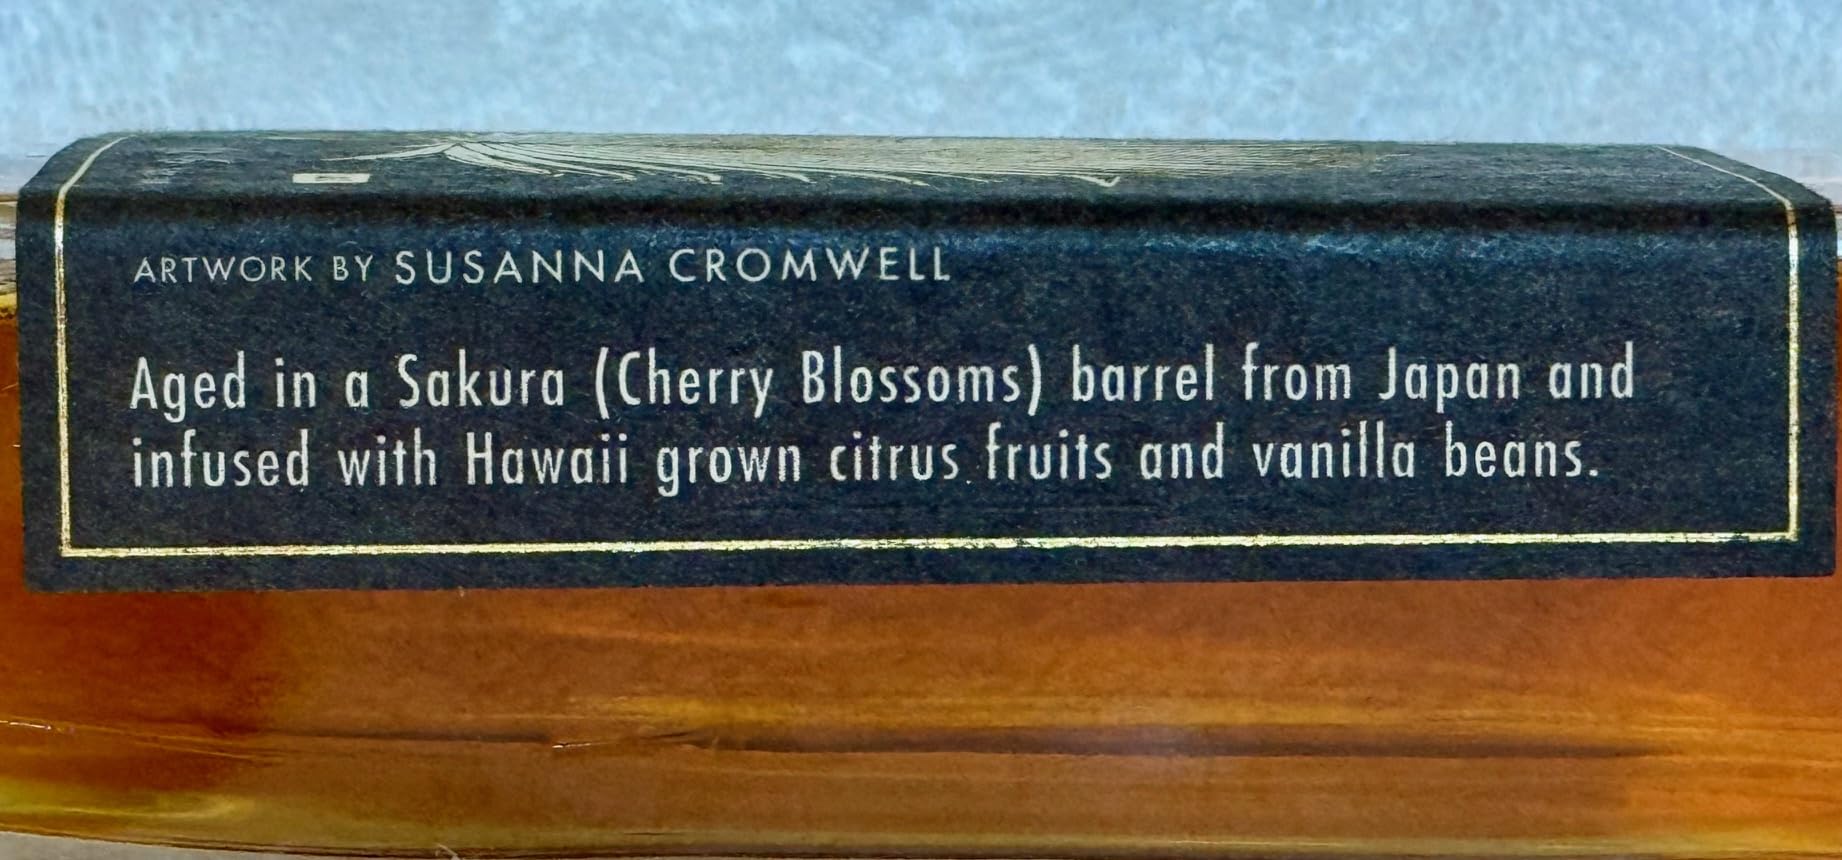 ARTWORK BY SUSANNA CROMWELL
Aged in a Sakura (Cherry Blossoms) barrel from Japan and
infused with Hawaii grown citrus fruits and vanilla beans.